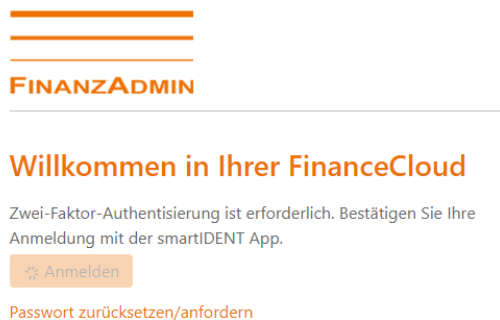 FINANZADMIN
Willkommen in Ihrer FinanceCloud
Zwei-Faktor-Authentisierung ist erforderlich. Bestätigen Sie Ihre
Anmeldung mit der smartIDENT App.
Anmelden
Passwort zurücksetzen/anfordern